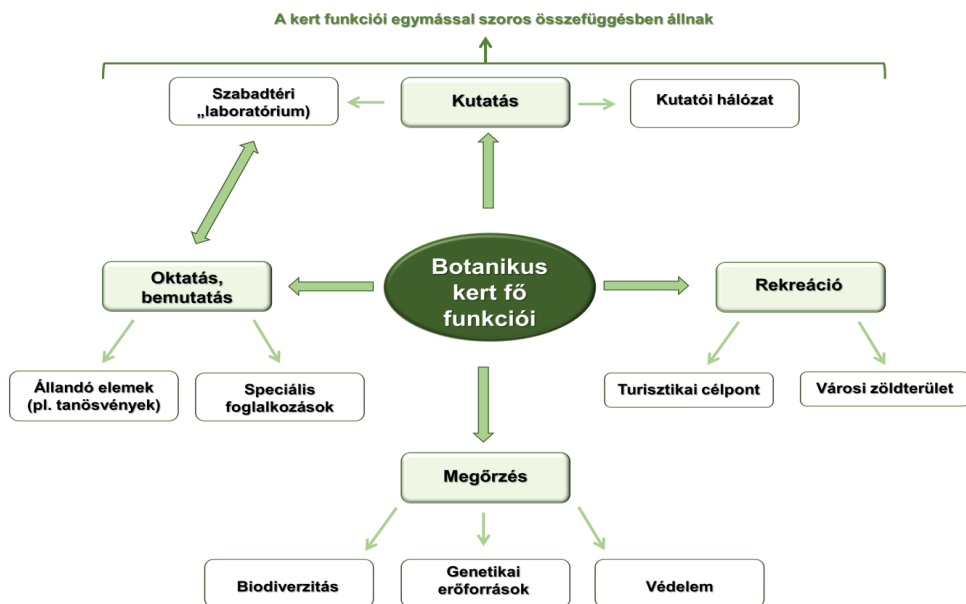 A kert funkciói egymással szoros összefüggésben állnak
Szabadtéri
„laboratórium)
Kutatás
Kutatói hálózat
Oktatás,
bemutatás
Botanikus
kert fő
funkciói
Rekreáció
Állandó elemek
(pl. tanösvények)
Speciális
foglalkozások
Turisztikai célpont
Városi zöldterület
Megőrzés
Biodiverzitás
Genetikai
erőforrások
Védelem